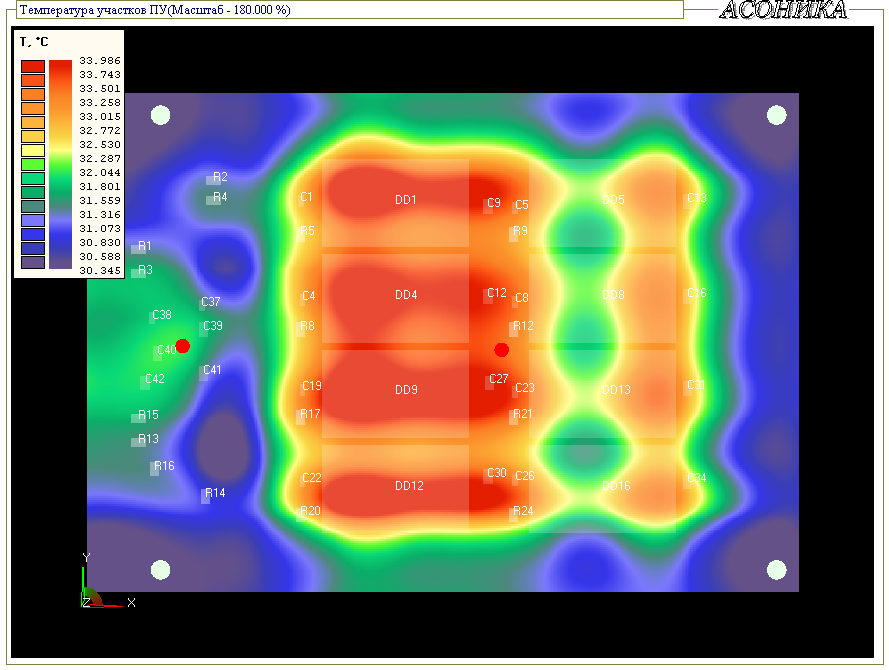 Температура участков ПУ(Масштаб - 180.000 %)
АСОНИКА
T, °C
33.986
33.743
33.501
33.258
33.015
32.772
32.530
32.287
32.044
31.801
31.559
31.316
31.073
30.830
30.588
30.345
R2
R4
C1
DD1
C9
C5
DD5
C13
R5
R9
R1
R3
C37
C4
DD4
C12
C8
DD8
C16
C38
C39
R8
R12
C40
C41
C42
C19
DD9
C27
C23
DD13
C31
R15
R17
R21
R13
R16
C22
DD12
C30
C26
DD16
C34
R14
R20
R24
Y
Z
X